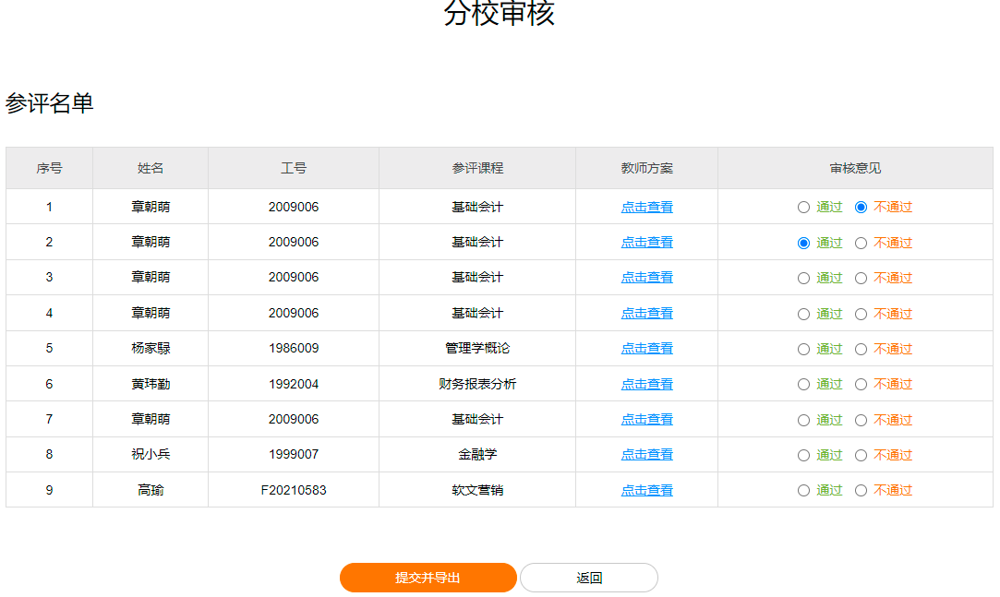 分校审核
参评名单
序号 姓名 工号 参评课程 教师方案 审核意见
1 章朝萌 2009006 基础会计 点击查看 通过 不通过
2 章朝萌 2009006 基础会计 点击查看 通过 不通过
3 章朝萌 2009006 基础会计 点击查看 通过 不通过
4 章朝萌 2009006 基础会计 点击查看 通过 不通过
5 杨家騄 1986009 管理学概论 点击查看 通过 不通过
6 黄玮勤 1992004 财务报表分析 点击查看 通过 不通过
7 章朝萌 2009006 基础会计 点击查看 通过 不通过
8 祝小兵 1999007 金融学 点击查看 通过 不通过
9 高瑜 F20210583 软文营销 点击查看 通过 不通过
提交并导出 返回